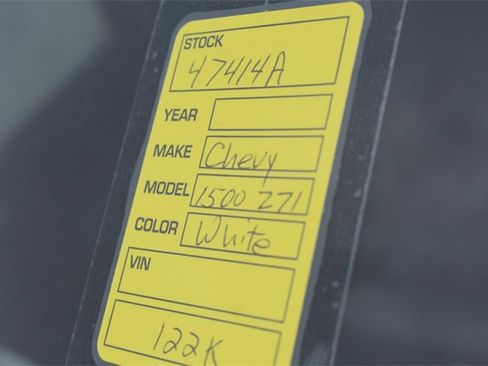 STOCK
47414A
YEAR
MAKE Chevy
MODEL 1500 Z71
COLOR White
VIN
122K